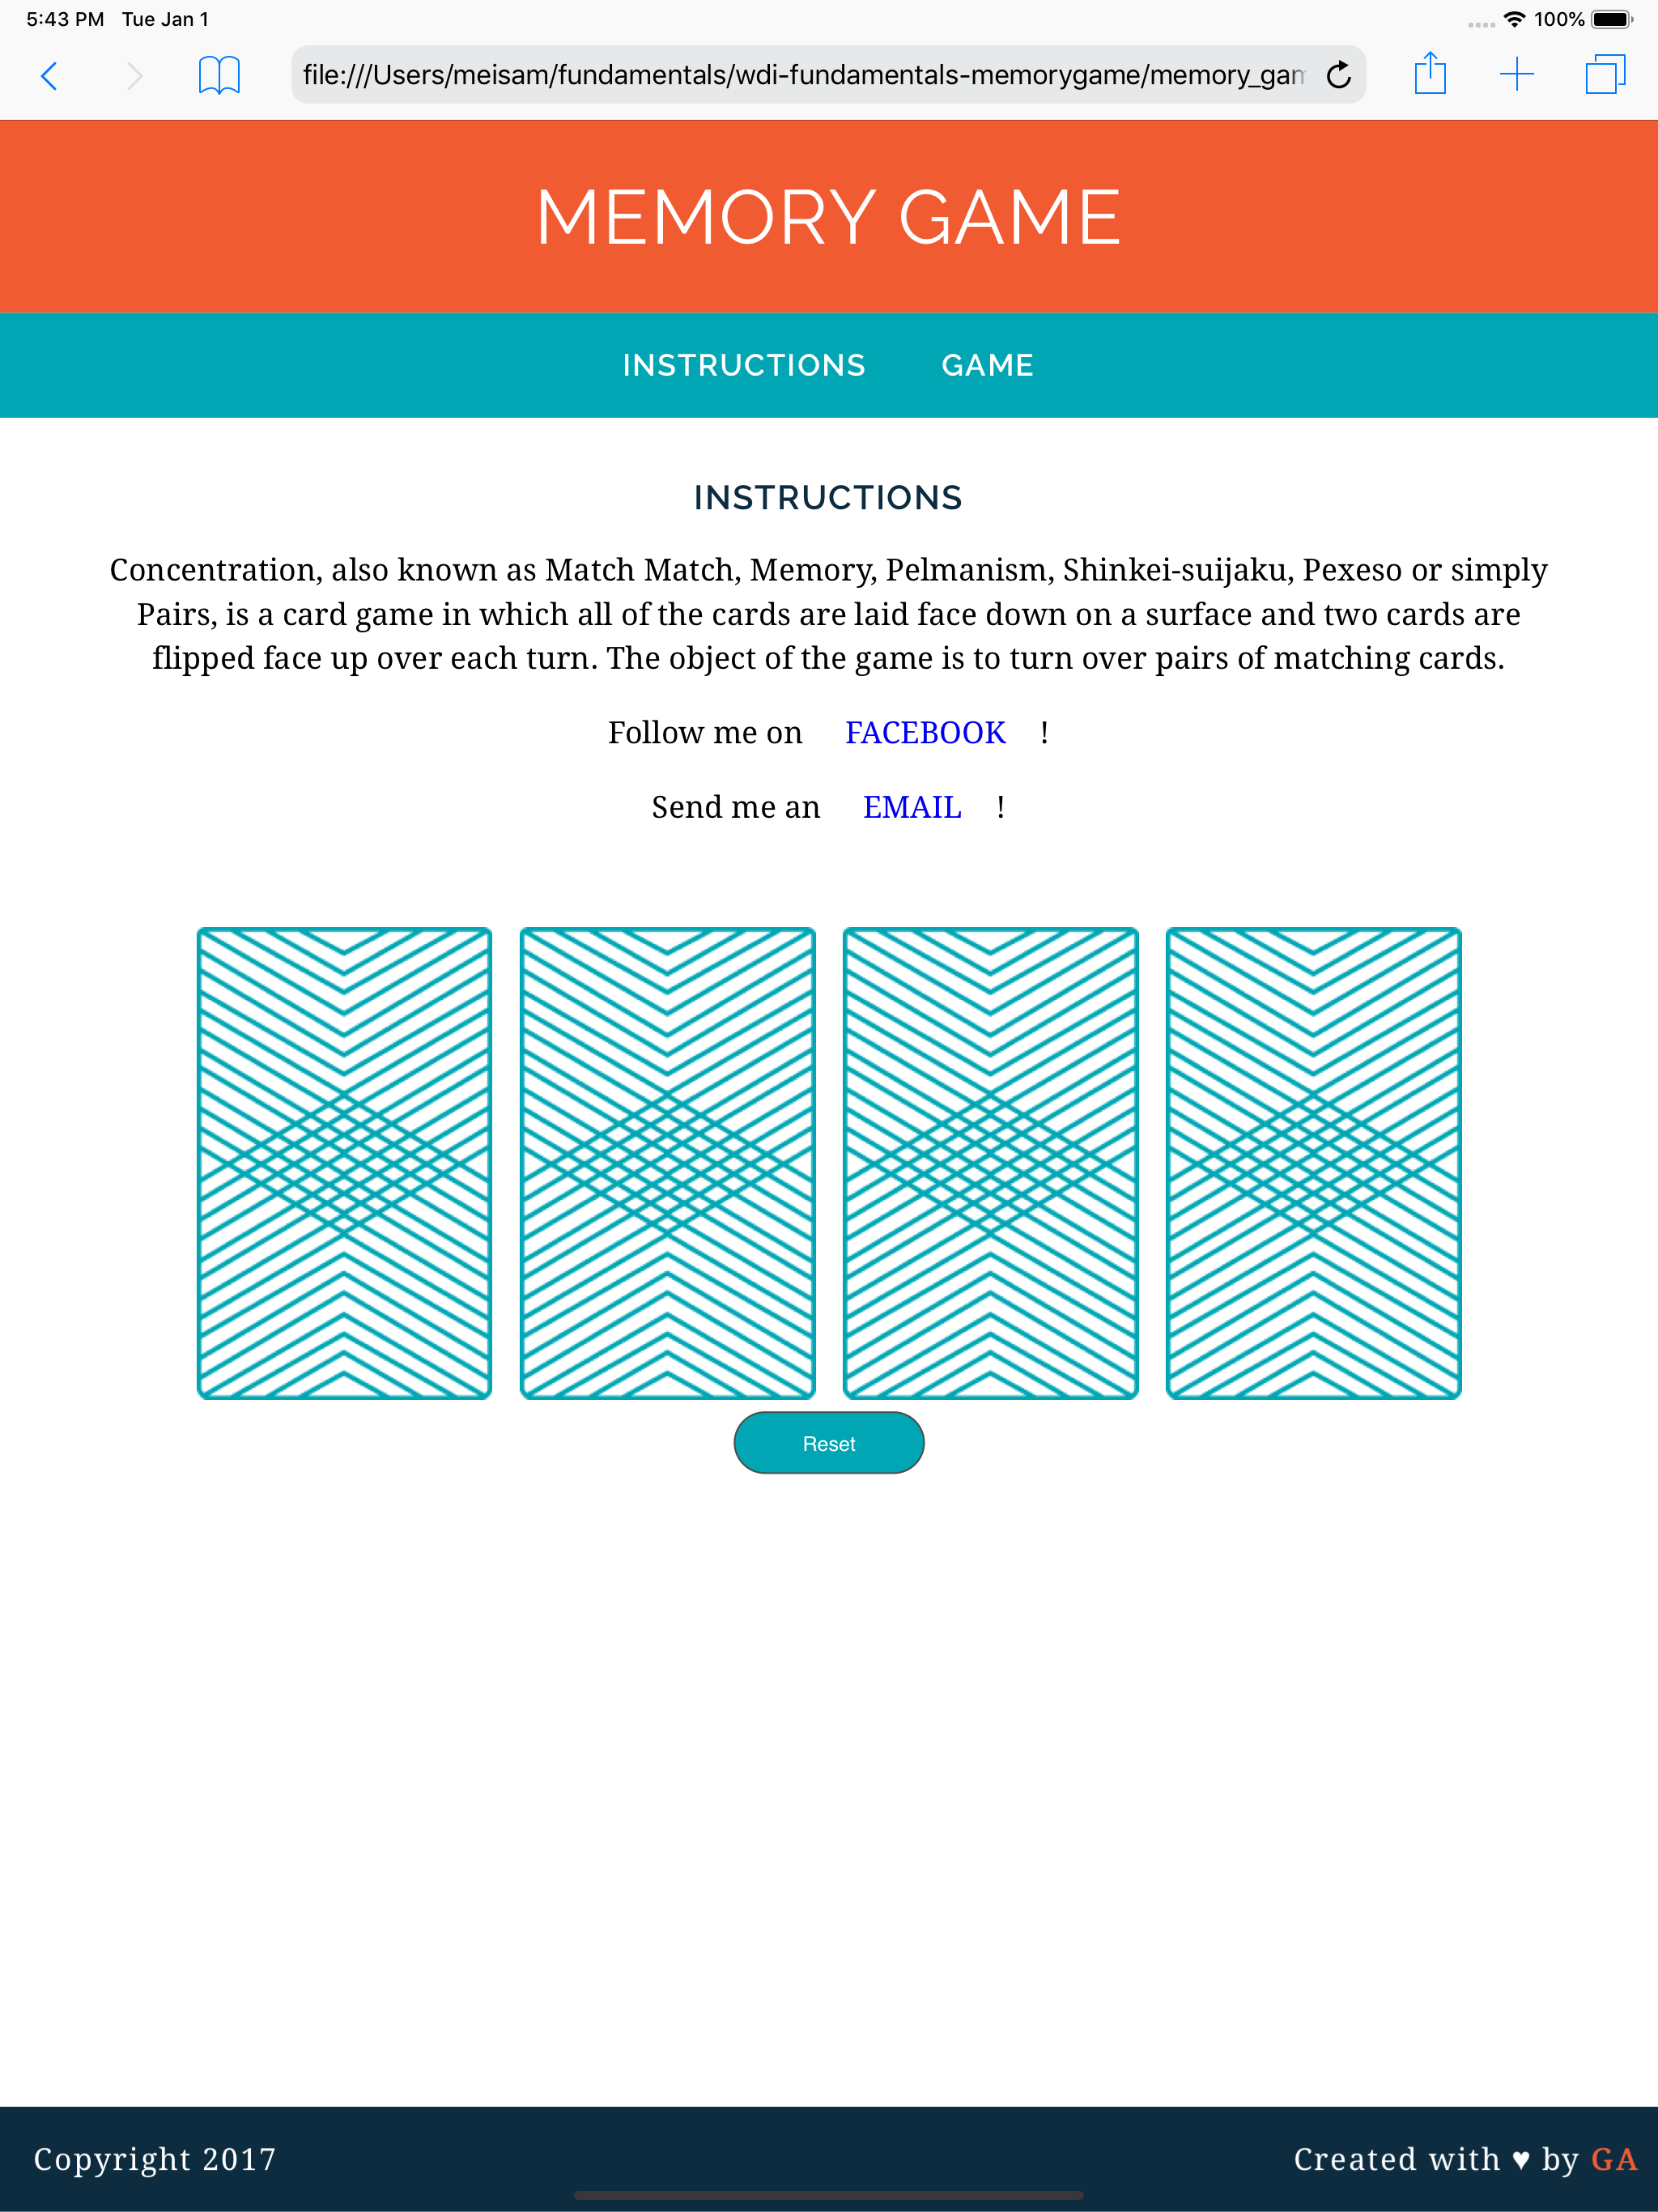 5:43 PM Tue Jan 1
100%
file:///Users/meisam/fundamentals/wdi-fundamentals-memorygame/memory_gam
MEMORY GAME
INSTRUCTIONS GAME
INSTRUCTIONS
Concentration, also known as Match Match, Memory, Pelmanism, Shinkei-suijaku, Pexeso or simply
Pairs, is a card game in which all of the cards are laid face down on a surface and two cards are
flipped face up over each turn. The object of the game is to turn over pairs of matching cards.
Follow me on FACEBOOK !
Send me an EMAIL !
Reset
Copyright 2017
Created with ♥ by GA